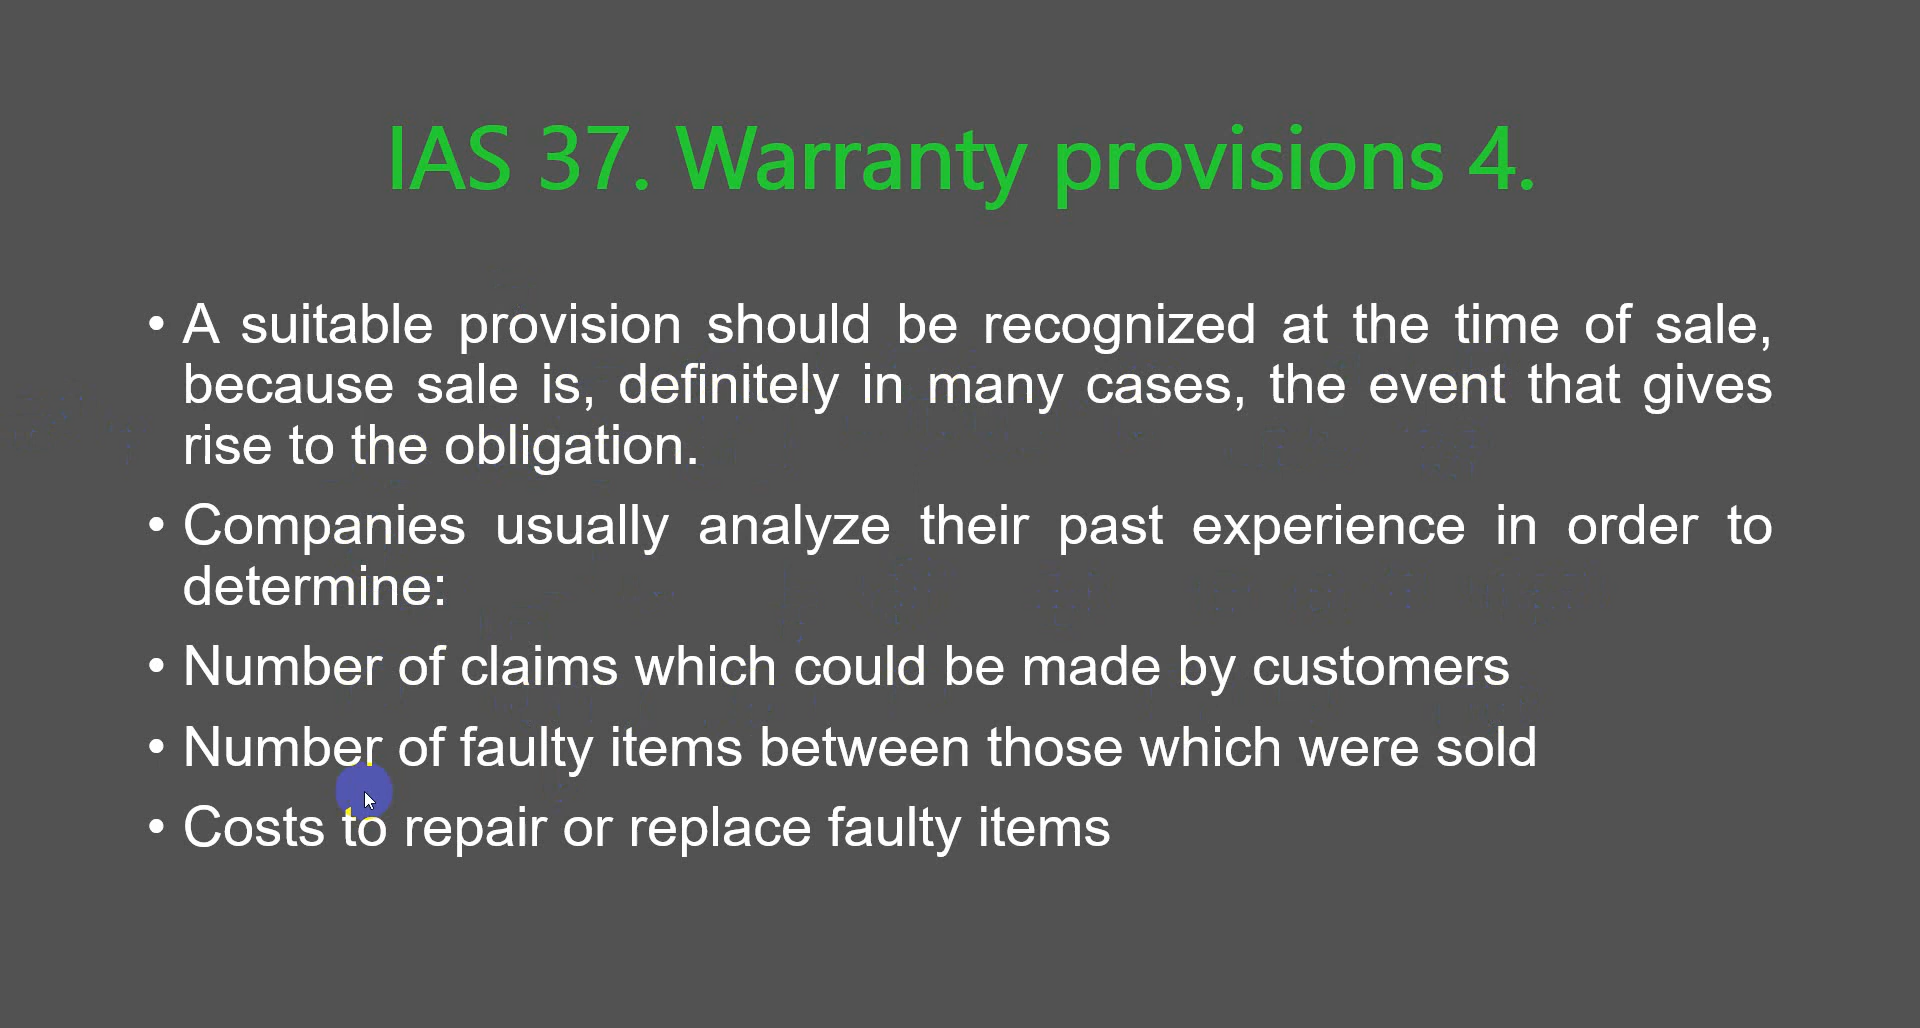 IAS 37. Warranty provisions 4.
• A suitable provision should be recognized at the time of sale,
because sale is, definitely in many cases, the event that gives
rise to the obligation.
• Companies usually analyze their past experience in order to
determine:
• Number of claims which could be made by customers
• Number of faulty items between those which were sold
• Costs to repair or replace faulty items